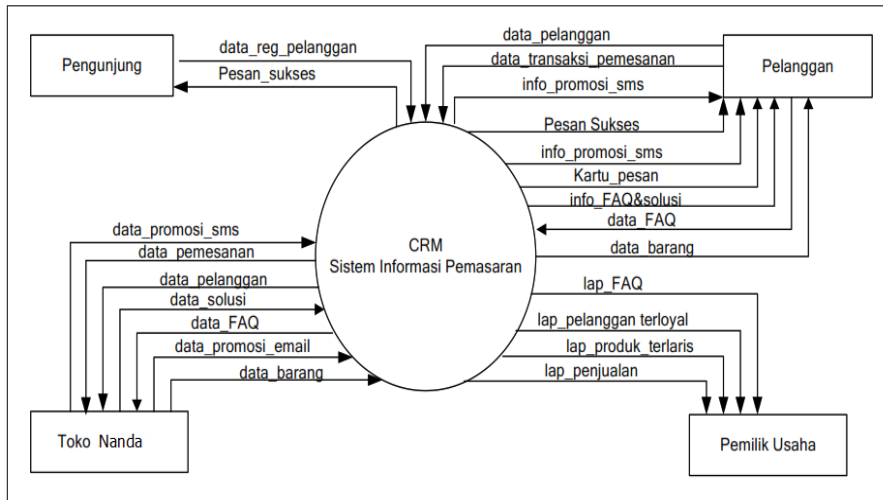 Pengunjung
data_reg_pelanggan
Pesan_sukses
data_pelanggan
data_transaksi_pemesanan
info_promosi_sms
Pelanggan
Pesan Sukses
info_promosi_sms
Kartu_pesan
info_FAQ&solusi
data_FAQ
data_barang
CRM
Sistem Informasi Pemasaran
data_promosi_sms
data_pemesanan
data_pelanggan
data_solusi
data_FAQ
data_promosi_email
data_barang
lap_FAQ
lap_pelanggan terloyal
lap_produk_terlaris
lap_penjualan
Toko Nanda
Pemilik Usaha